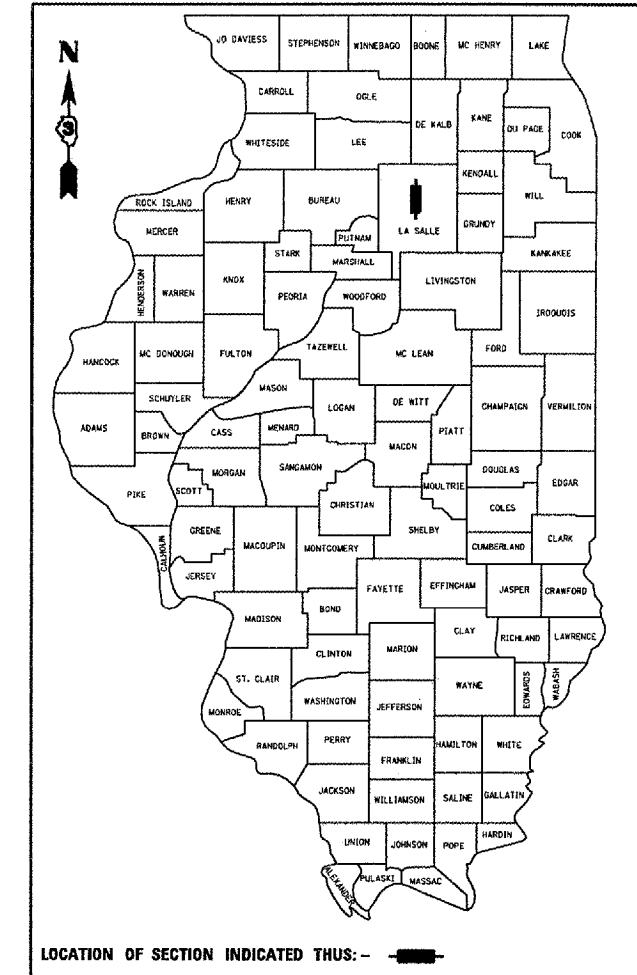 N
JO DAVIESS
STEPHENSON
WINNEBAGO
BOONE
MC HENRY
LAKE
CARROLL
OGLE
DE KALB
KANE
DU PAGE
COOK
WHITESIDE
LEE
KENDALL
WILL
ROCK ISLAND
HENRY
BUREAU
LA SALLE
GRUNDY
MERCER
PUTNAM
STARK
MARSHALL
KANKAKEE
HENDERSON
WARREN
KNOX
PEORIA
WOODFORD
LIVINGSTON
IROQUOIS
HANCOCK
MC DONOUGH
FULTON
TAZEWELL
MC LEAN
FORD
SCHUYLER
MASON
LOGAN
DE WITT
CHAMPAIGN
VERMILION
ADAMS
BROWN
CASS
MENARD
MACON
PIATT
PIKE
SCOTT
MORGAN
SANGAMON
CHRISTIAN
MOULTRIE
DOUGLAS
EDGAR
COLES
CALHOUN
GREENE
MACOUPIN
MONTGOMERY
SHELBY
CUMBERLAND
CLARK
JERSEY
FAYETTE
EFFINGHAM
JASPER
CRAWFORD
MADISON
BOND
CLAY
RICHLAND
LAWRENCE
CLINTON
MARION
ST. CLAIR
WAYNE
EDWARDS
WABASH
MONROE
WASHINGTON
JEFFERSON
RANDOLPH
PERRY
HAMILTON
WHITE
FRANKLIN
JACKSON
WILLIAMSON
SALINE
GALLATIN
UNION
JOHNSON
POPE
HARDIN
ALEXANDER
PULASKI
MASSAC
LOCATION OF SECTION INDICATED THUS: -